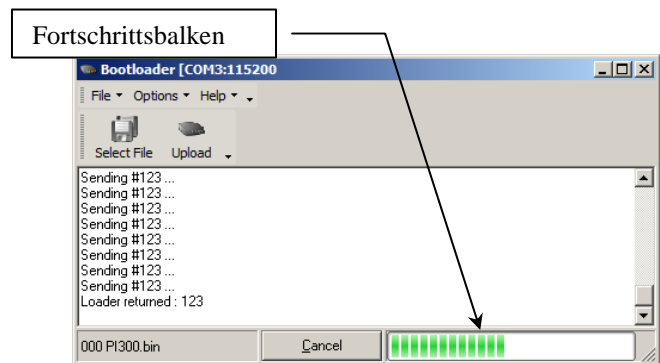 Fortschrittsbalken
Bootloader [COM3:115200
File Options Help
Select File Upload
Sending #123 ...
Sending #123 ...
Sending #123 ...
Sending #123 ...
Sending #123 ...
Sending #123 ...
Sending #123 ...
Sending #123 ...
Loader returned : 123
000 PI300.bin Cancel